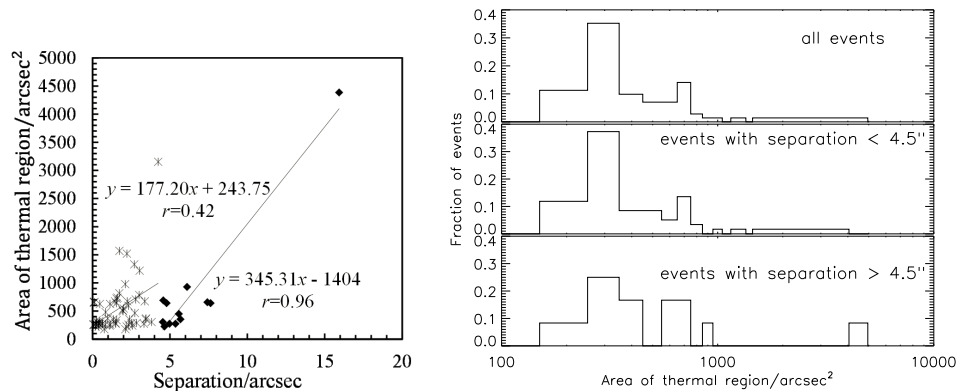 Area of thermal region/arcsec²
5000
4500
4000
3500
3000
2500
2000
1500
1000
500
0
y = 177.20x + 243.75
r=0.42
y = 345.31x - 1404
r=0.96
0 5 10 15 20
Separation/arcsec
Fraction of events
0.4
0.3
0.2
0.1
0.0
all events
0.4
0.3
0.2
0.1
0.0
events with separation < 4.5"
0.4
0.3
0.2
0.1
0.0
events with separation > 4.5"
100 1000 10000
Area of thermal region/arcsec²